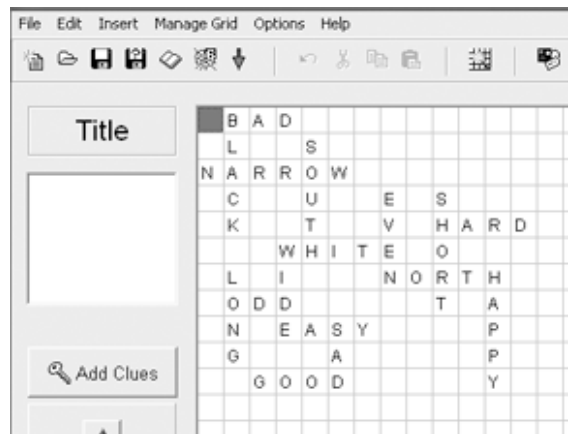 File Edit Insert Manage Grid Options Help
Title
B A D
L S
N A R R O W
C U E S
K T V H A R D
W H I T E O
L I N O R T H
O D D T A
N E A S Y P
G A P
G O O D Y
Add Clues